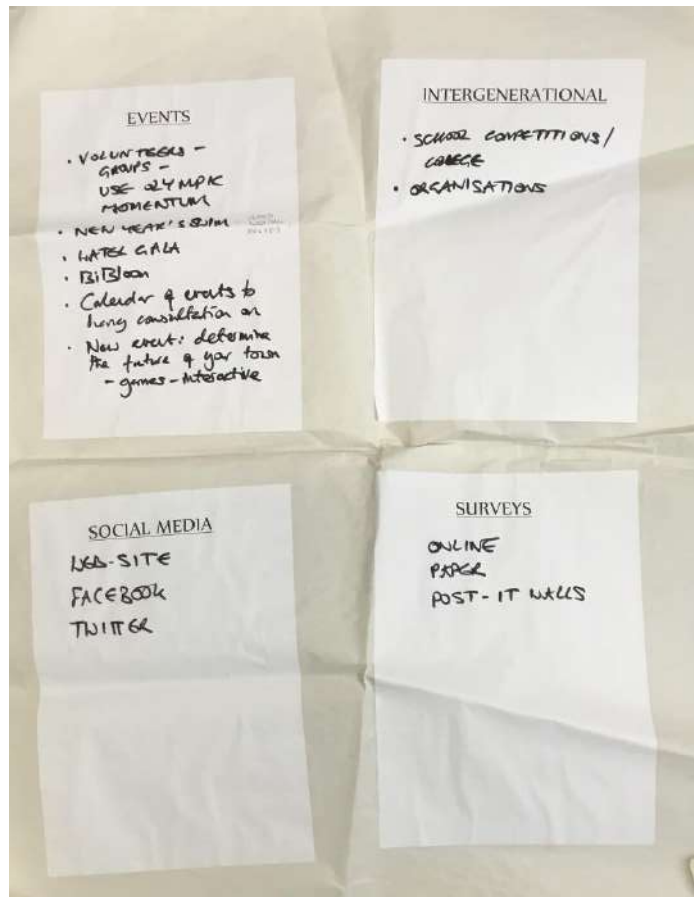 EVENTS
· VOLUNTEERS –
GROUPS –
USE OLYMPIC
MOMENTUM
· NEW YEAR'S SWIM
· WATER GALA
· BiBloon
· Calendar of events to
hang consultation on
· New event: determine
the future of your town
– games – interactive
INTERGENERATIONAL
· SCHOOL COMPETITIONS/
COLLEGE
· ORGANISATIONS
SOCIAL MEDIA
WEB-SITE
FACEBOOK
TWITTER
SURVEYS
ONLINE
PAPER
POST-IT WALLS